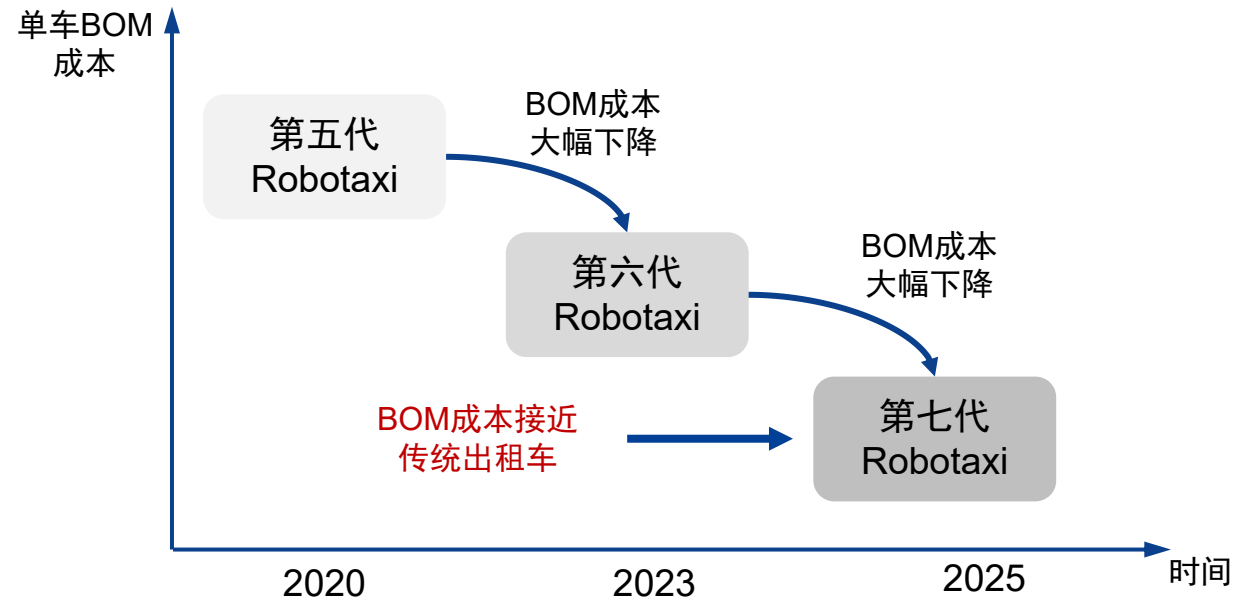 单车BOM
成本
第五代
Robotaxi
BOM成本
大幅下降
第六代
Robotaxi
BOM成本
大幅下降
BOM成本接近
传统出租车
第七代
Robotaxi
2020
2023
2025
时间